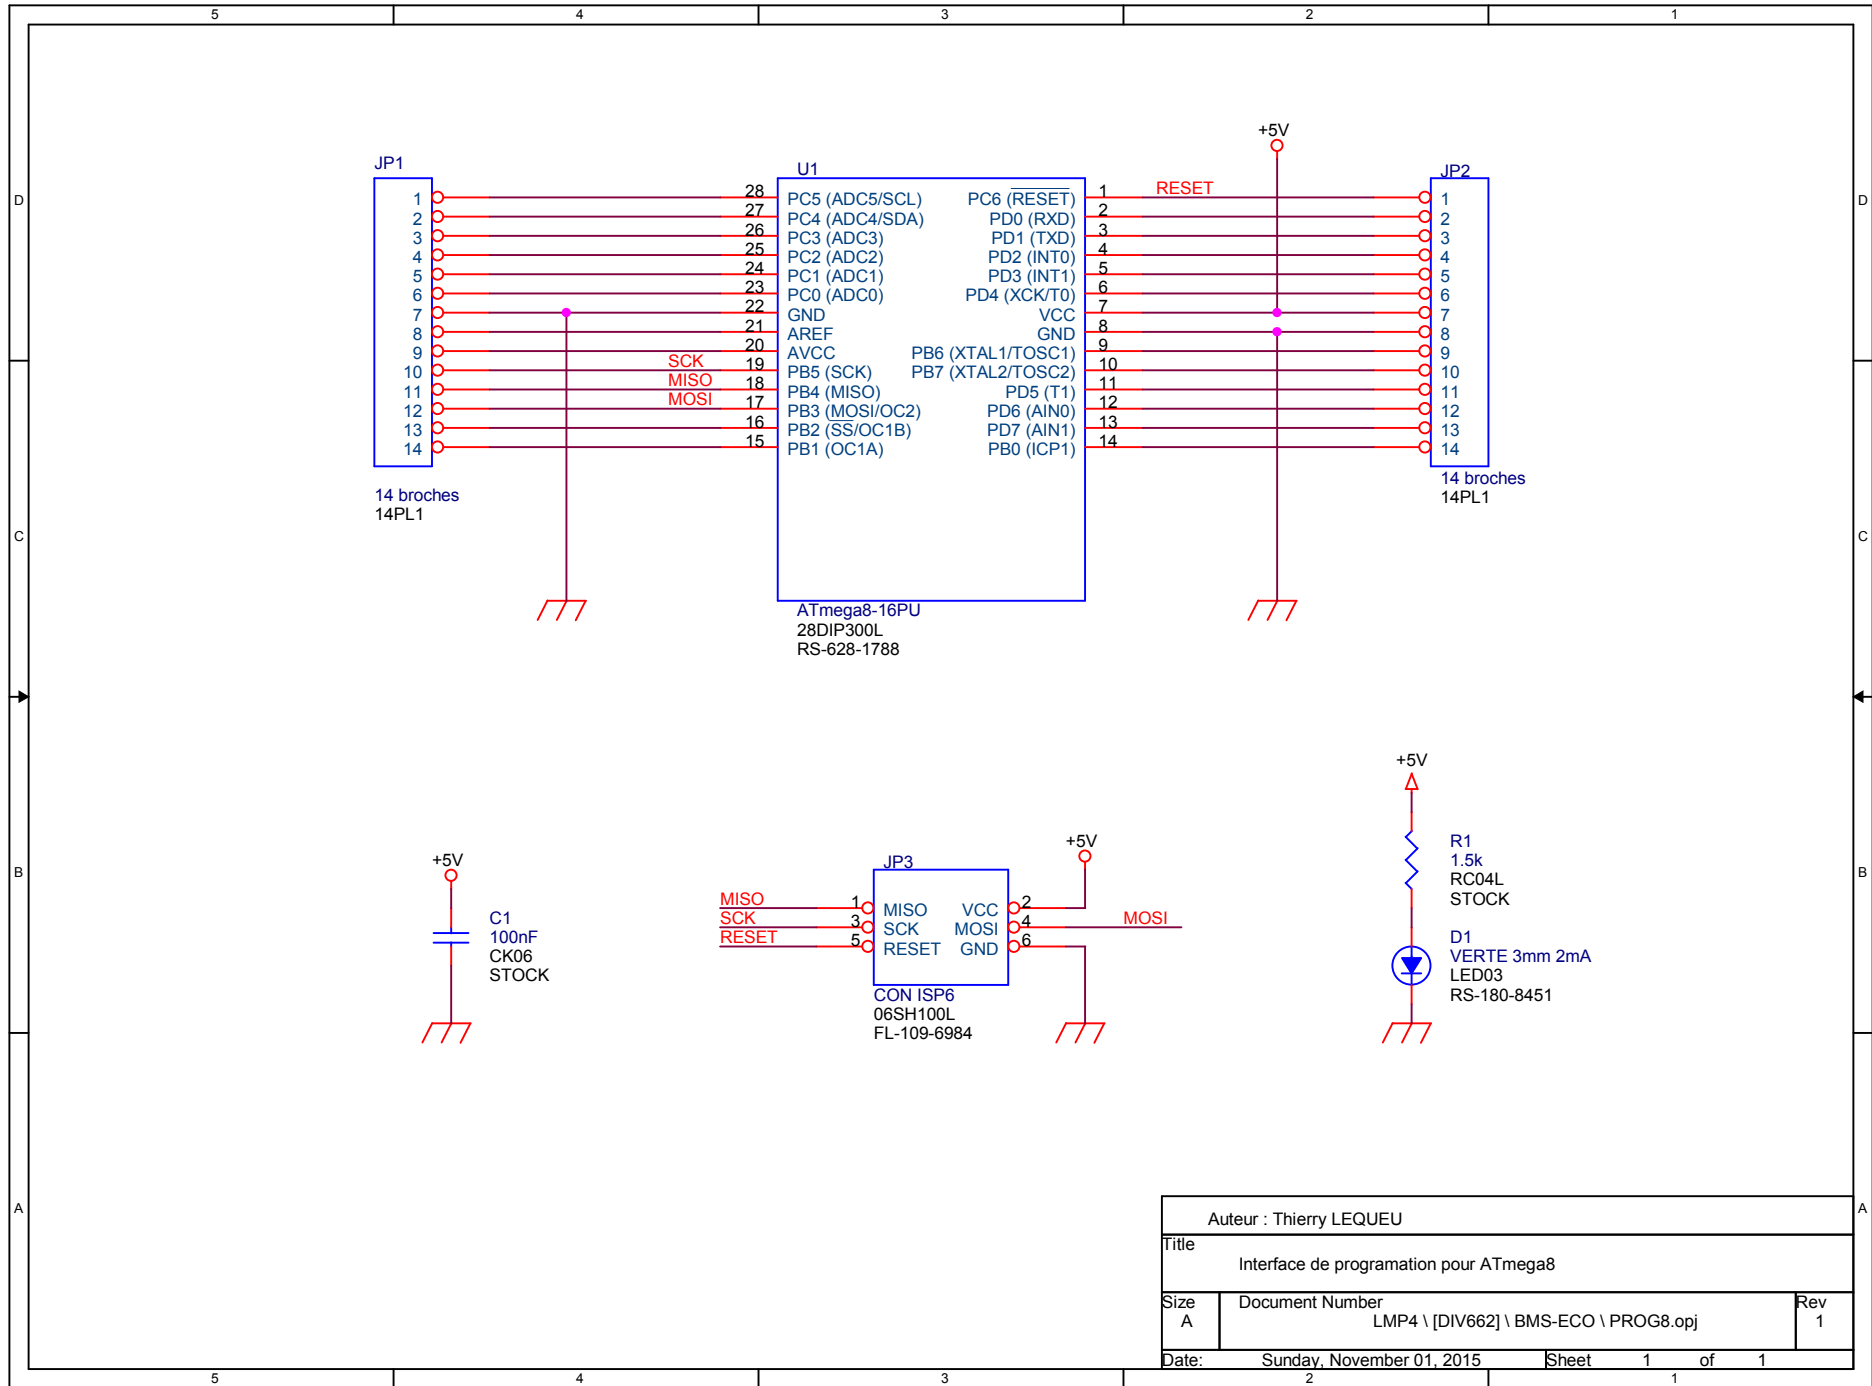 5 4 3 2 1
D
D
C
C
B
B
A
A
JP1
1
2
3
4
5
6
7
8
9
10
11
12
13
14
14 broches
14PL1
SCK
MISO
MOSI
U1
28 PC5 (ADC5/SCL) PC6 (RESET) 1 RESET
27 PC4 (ADC4/SDA) PD0 (RXD) 2
26 PC3 (ADC3) PD1 (TXD) 3
25 PC2 (ADC2) PD2 (INT0) 4
24 PC1 (ADC1) PD3 (INT1) 5
23 PC0 (ADC0) PD4 (XCK/T0) 6
22 GND VCC 7
21 AREF GND 8
20 AVCC PB6 (XTAL1/TOSC1) 9
19 PB5 (SCK) PB7 (XTAL2/TOSC2) 10
18 PB4 (MISO) PD5 (T1) 11
17 PB3 (MOSI/OC2) PD6 (AIN0) 12
16 PB2 (SS/OC1B) PD7 (AIN1) 13
15 PB1 (OC1A) PB0 (ICP1) 14
ATmega8-16PU
28DIP300L
RS-628-1788
+5V
JP2
1
2
3
4
5
6
7
8
9
10
11
12
13
14
14 broches
14PL1
+5V
C1
100nF
CK06
STOCK
JP3
+5V
MISO 1 MISO VCC 2
SCK 3 SCK MOSI 4 MOSI
RESET 5 RESET GND 6
CON ISP6
06SH100L
FL-109-6984
+5V
R1
1.5k
RC04L
STOCK
D1
VERTE 3mm 2mA
LED03
RS-180-8451
Auteur : Thierry LEQUEU
Title
Interface de programation pour ATmega8
Size Document Number Rev
A LMP4 \ [DIV662] \ BMS-ECO \ PROG8.opj 1
Date: Sunday, November 01, 2015 Sheet 1 of 1
5 4 3 2 1